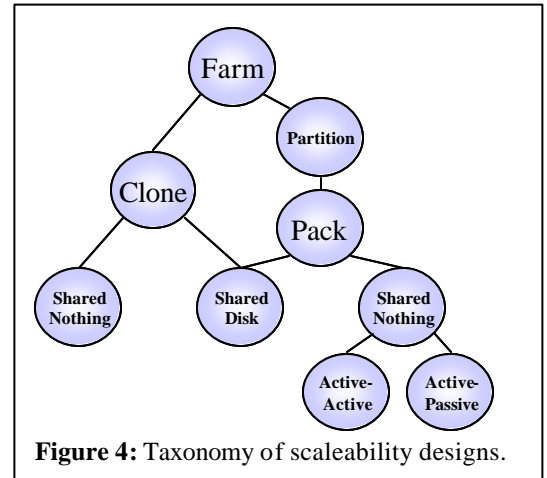 Farm
Partition
Clone
Pack
Shared
Nothing
Shared
Disk
Shared
Nothing
Active-
Active
Active-
Passive
Figure 4: Taxonomy of scaleability designs.